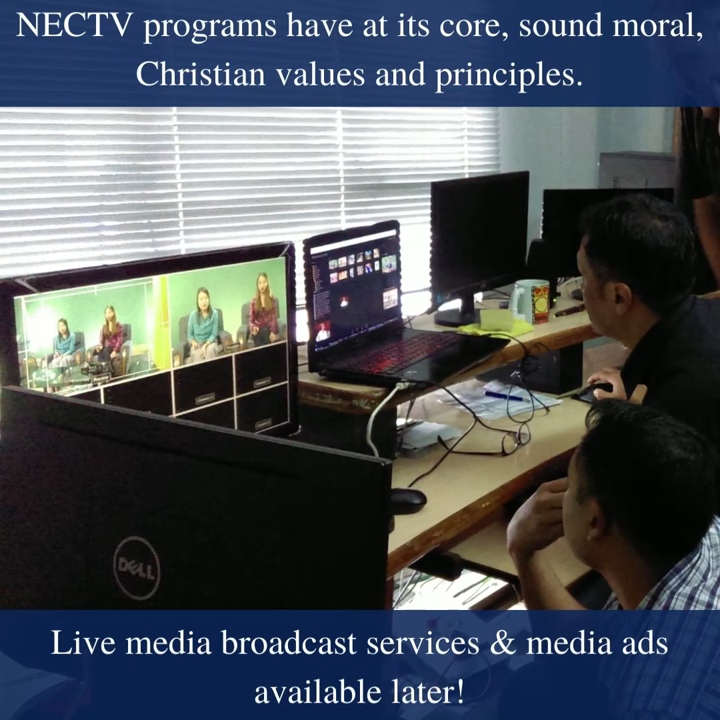 NECTV programs have at its core, sound moral,
Christian values and principles.
DELL
Live media broadcast services & media ads
available later!